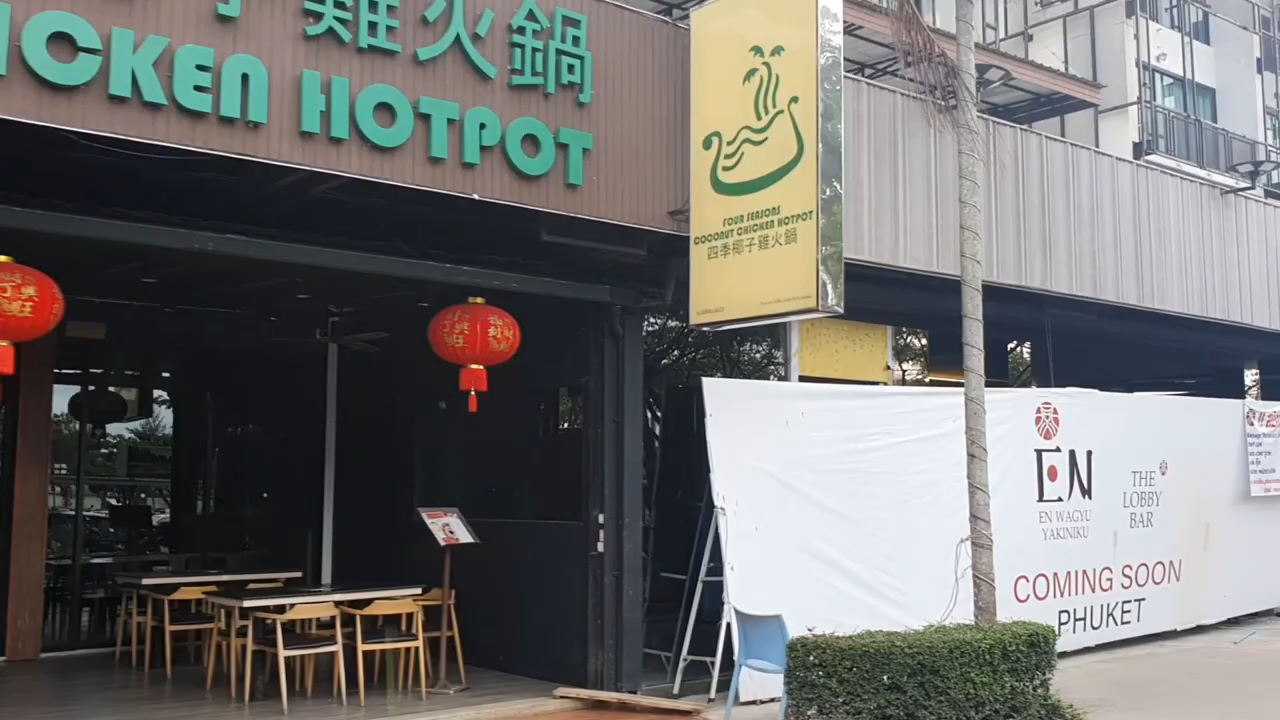 子雞火鍋
CKEN HOTPOT
FOUR SEASONS
COCONUT CHICKEN HOTPOT
四季椰子雞火鍋
EN
EN WAGYU
YAKINIKU
THE
LOBBY
BAR
COMING SOON
PHUKET